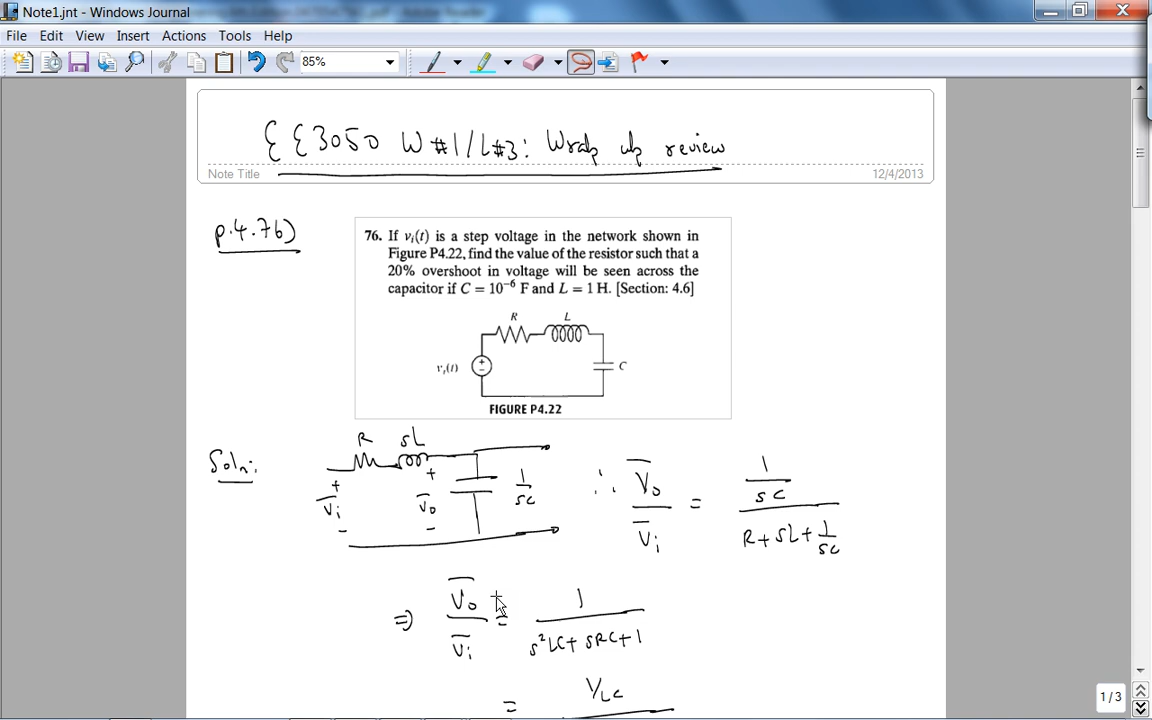 Note1.jnt - Windows Journal
File Edit View Insert Actions Tools Help
85%
EE3050 W#1/L#3: Wrap up review
Note Title 12/4/2013
p.4.76)
76. If vi(t) is a step voltage in the network shown in
Figure P4.22, find the value of the resistor such that a
20% overshoot in voltage will be seen across the
capacitor if C = 10⁻⁶ F and L = 1 H. [Section: 4.6]
R L
vi(t) C
FIGURE P4.22
Soln:
R sL
+ Vi - + Vo - 1/sC
∴ Vo/Vi = (1/sC)/(R+sL+1/sC)
⇒ Vo/Vi = 1/(s²LC+sRC+1)
= 1/LC
1 / 3